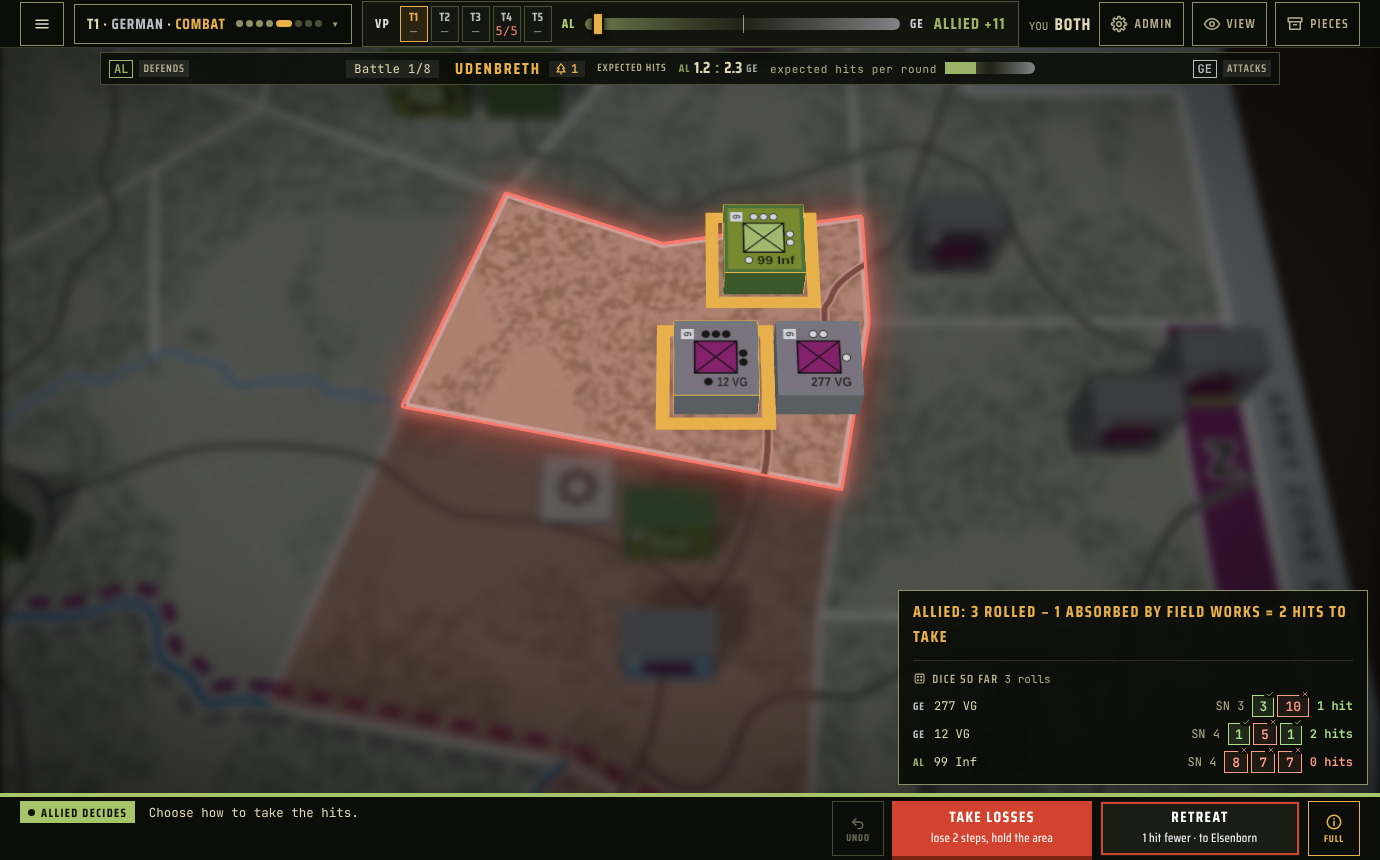 T1 · GERMAN · COMBAT
VP
T1 –
T2 –
T3 –
T4 5/5
T5 –
AL
GE
ALLIED +11
YOU BOTH
ADMIN
VIEW
PIECES
AL DEFENDS
Battle 1/8
UDENBRETH
1
EXPECTED HITS
AL 1.2 : 2.3 GE
expected hits per round
GE ATTACKS
6
99 Inf
6
12 VG
6
277 VG
2
ALLIED: 3 ROLLED – 1 ABSORBED BY FIELD WORKS = 2 HITS TO
TAKE
DICE SO FAR 3 rolls
GE 277 VG SN 3 3 10 1 hit
GE 12 VG SN 4 1 5 1 2 hits
AL 99 Inf SN 4 8 7 7 0 hits
ALLIED DECIDES
Choose how to take the hits.
UNDO
TAKE LOSSES
lose 2 steps, hold the area
RETREAT
1 hit fewer · to Elsenborn
FULL